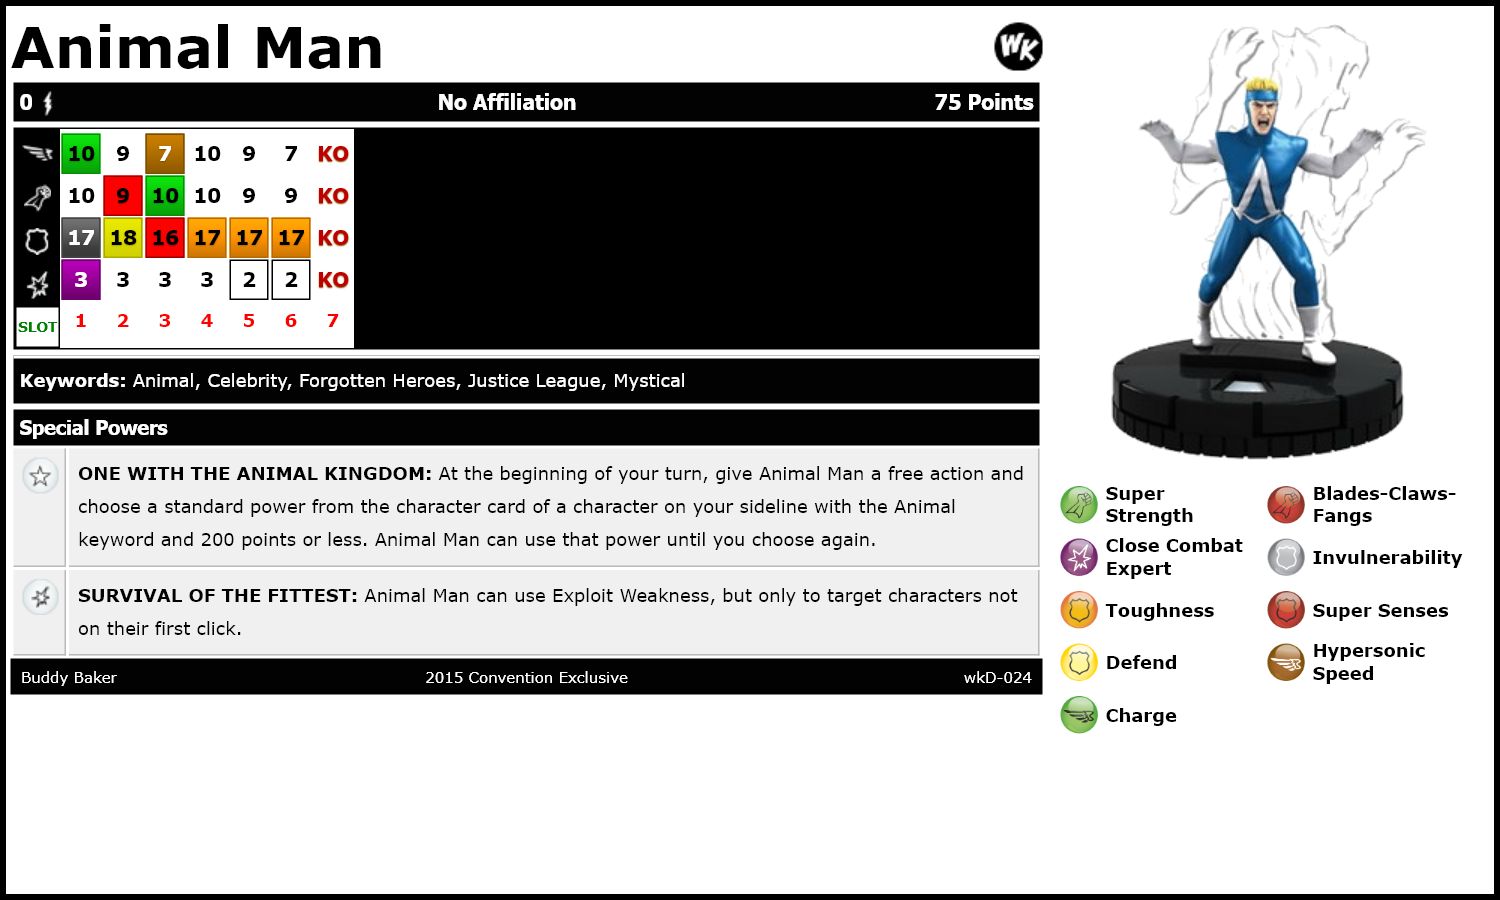 Animal Man
WK
0 No Affiliation 75 Points
10 9 7 10 9 7 KO
10 9 10 10 9 9 KO
17 18 16 17 17 17 KO
3 3 3 3 2 2 KO
SLOT 1 2 3 4 5 6 7
Keywords: Animal, Celebrity, Forgotten Heroes, Justice League, Mystical
Special Powers
ONE WITH THE ANIMAL KINGDOM: At the beginning of your turn, give Animal Man a free action and
choose a standard power from the character card of a character on your sideline with the Animal
keyword and 200 points or less. Animal Man can use that power until you choose again.
SURVIVAL OF THE FITTEST: Animal Man can use Exploit Weakness, but only to target characters not
on their first click.
Buddy Baker 2015 Convention Exclusive wkD-024
Super
Strength
Blades-Claws-
Fangs
Close Combat
Expert
Invulnerability
Toughness
Super Senses
Defend
Hypersonic
Speed
Charge